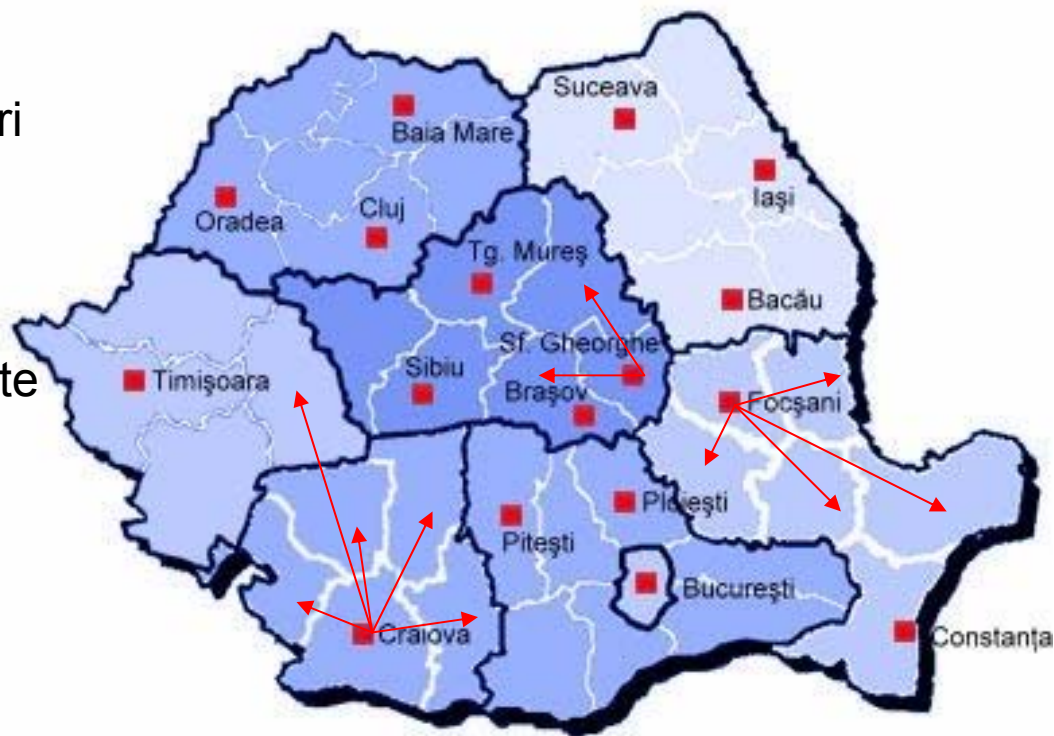 ri
te
Suceava
Baia Mare
Iaşi
Oradea
Cluj
Tg. Mureş
Bacău
Sf. Gheorghe
Timişoara
Sibiu
Braşov
Focşani
Ploieşti
Piteşti
Bucureşti
Craiova
Constanţa